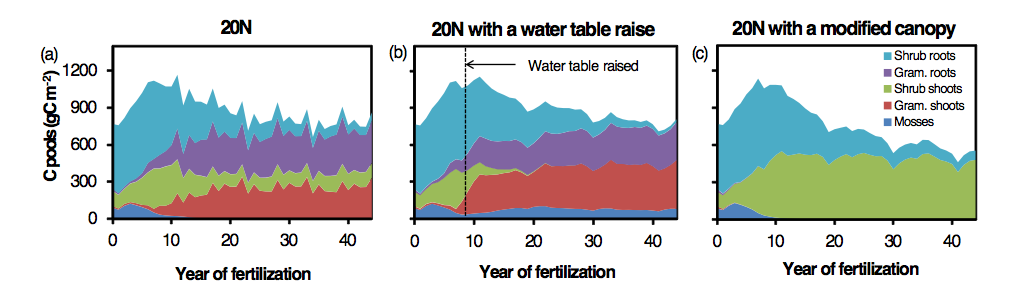 20N
20N with a water table raise
20N with a modified canopy
(a)
(b)
(c)
C pods(gCm⁻²)
1200
900
600
300
0
0 10 20 30 40
Year of fertilization
Water table raised
0 10 20 30 40
Year of fertilization
Shrub roots
Gram. roots
Shrub shoots
Gram. shoots
Mosses
0 10 20 30 40
Year of fertilization